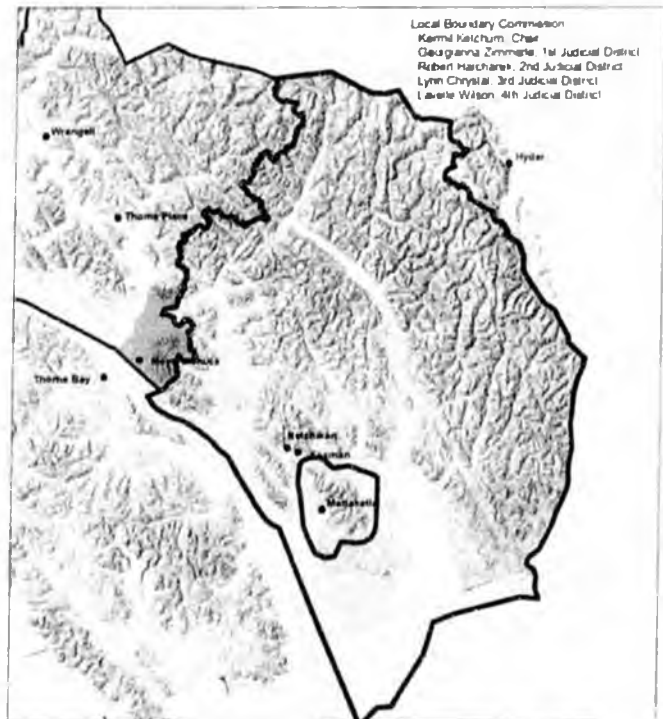 Local Boundary Commission
Kermit Ketchum, Chair
Georgianna Zimmerle, 1st Judicial District
Robert Harcharek, 2nd Judicial District
Lynn Chrystal, 3rd Judicial District
Lavelle Wilson, 4th Judicial District
Wrangell
Hyder
Thoms Place
Thorne Bay
Ketchikan
Saxman
Metlakatla